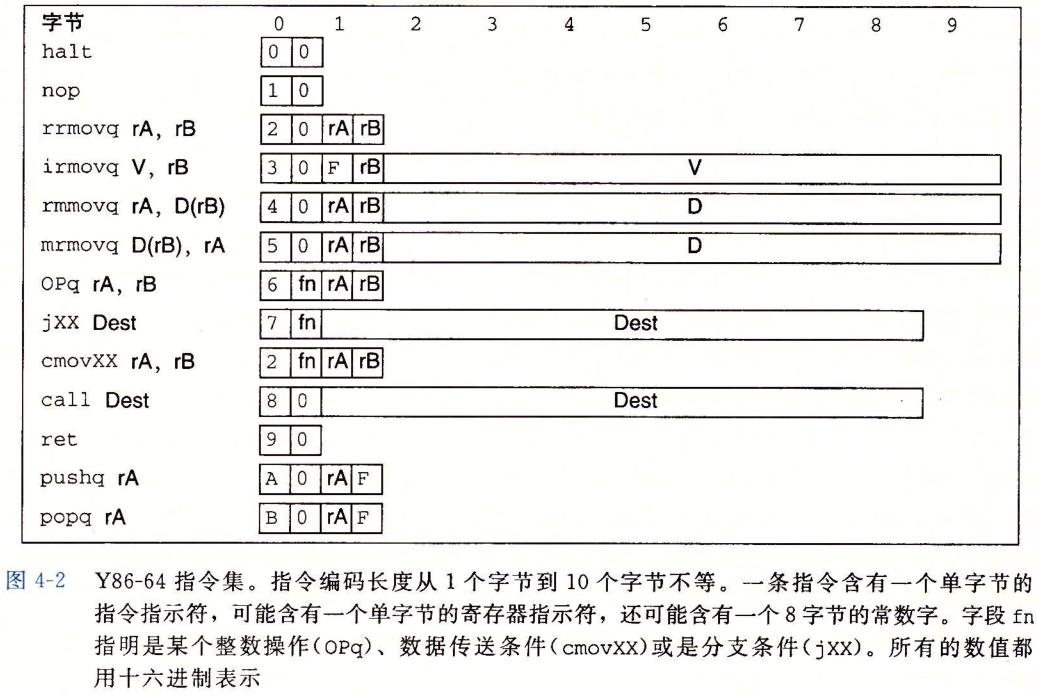 字节 0 1 2 3 4 5 6 7 8 9
halt 0 0
nop 1 0
rrmovq rA, rB 2 0 rA rB
irmovq V, rB 3 0 F rB V
rmmovq rA, D(rB) 4 0 rA rB D
mrmovq D(rB), rA 5 0 rA rB D
OPq rA, rB 6 fn rA rB
jXX Dest 7 fn Dest
cmovXX rA, rB 2 fn rA rB
call Dest 8 0 Dest
ret 9 0
pushq rA A 0 rA F
popq rA B 0 rA F
图 4-2 Y86-64 指令集。指令编码长度从 1 个字节到 10 个字节不等。一条指令含有一个单字节的
指令指示符，可能含有一个单字节的寄存器指示符，还可能含有一个 8 字节的常数字。字段 fn
指明是某个整数操作(OPq)、数据传送条件(cmovXX)或是分支条件(jXX)。所有的数值都
用十六进制表示